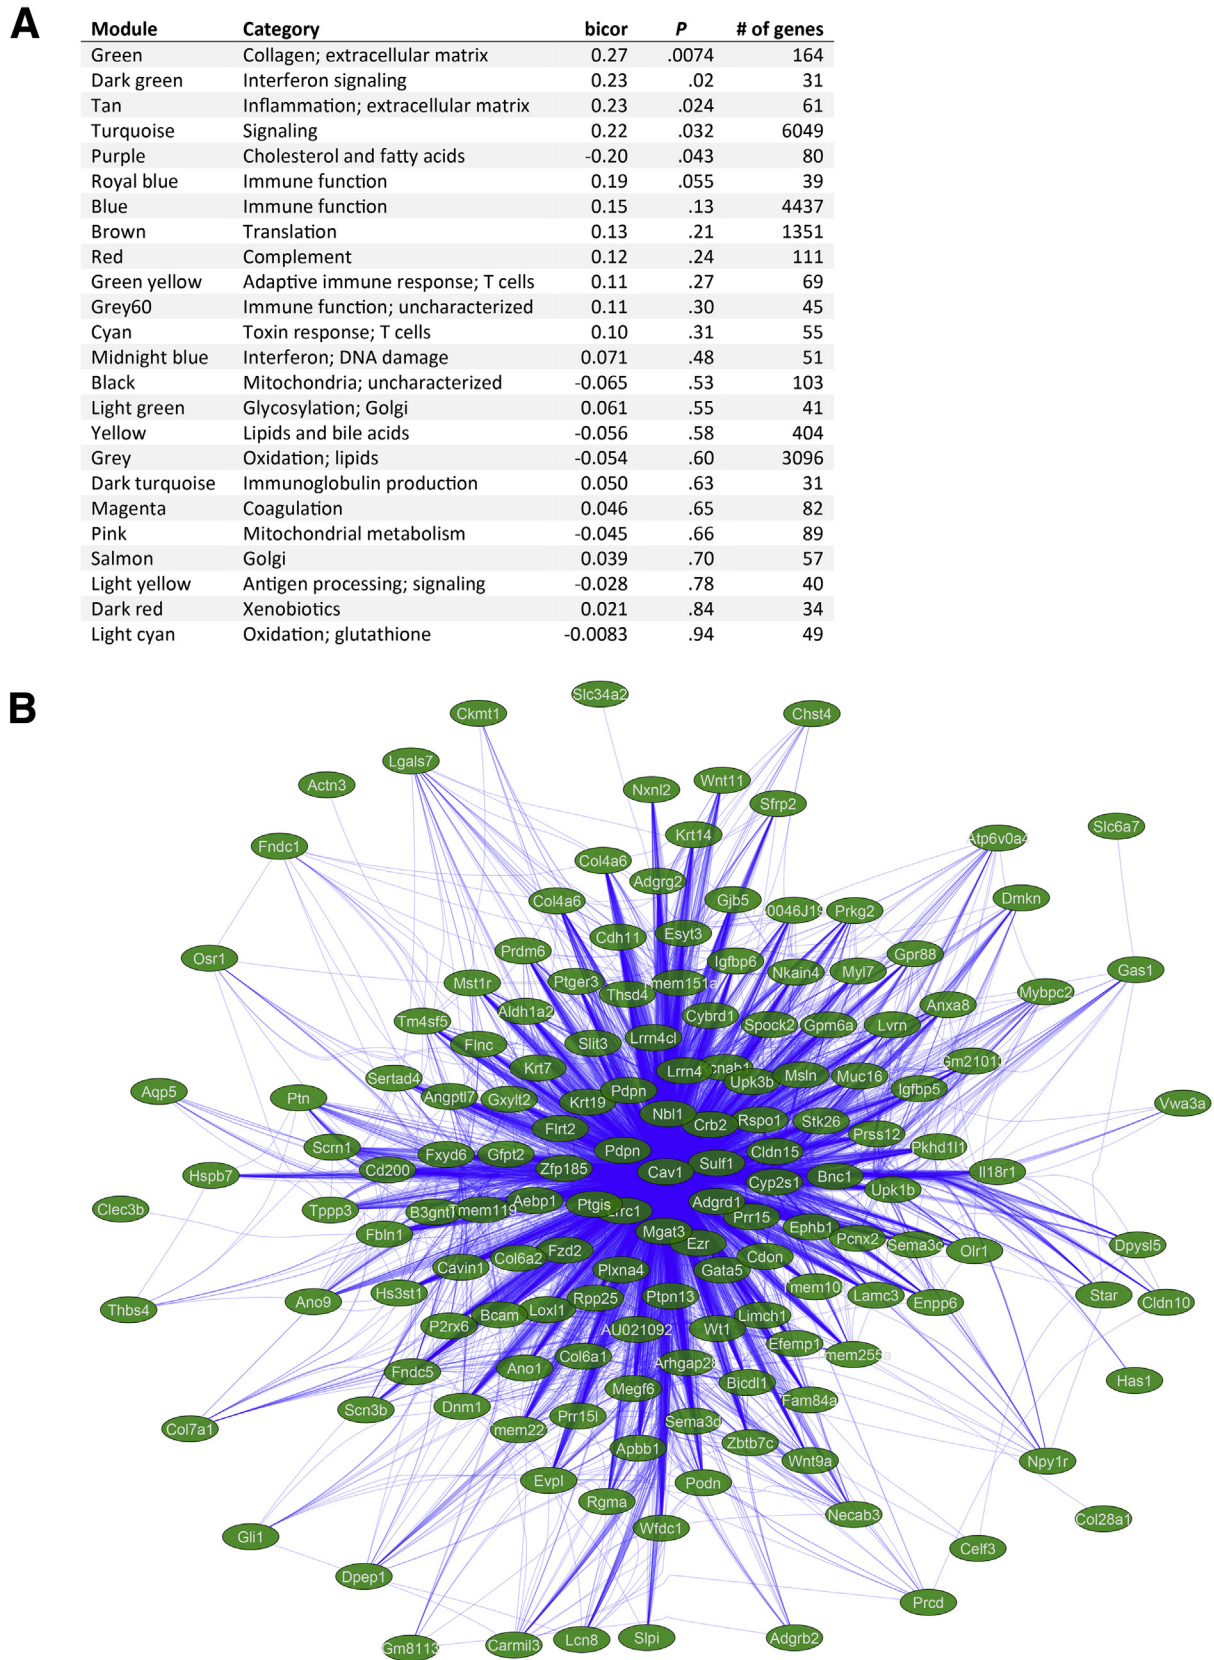 A
Module Category bicor P # of genes
Green Collagen; extracellular matrix 0.27 .0074 164
Dark green Interferon signaling 0.23 .02 31
Tan Inflammation; extracellular matrix 0.23 .024 61
Turquoise Signaling 0.22 .032 6049
Purple Cholesterol and fatty acids -0.20 .043 80
Royal blue Immune function 0.19 .055 39
Blue Immune function 0.15 .13 4437
Brown Translation 0.13 .21 1351
Red Complement 0.12 .24 111
Green yellow Adaptive immune response; T cells 0.11 .27 69
Grey60 Immune function; uncharacterized 0.11 .30 45
Cyan Toxin response; T cells 0.10 .31 55
Midnight blue Interferon; DNA damage 0.071 .48 51
Black Mitochondria; uncharacterized -0.065 .53 103
Light green Glycosylation; Golgi 0.061 .55 41
Yellow Lipids and bile acids -0.056 .58 404
Grey Oxidation; lipids -0.054 .60 3096
Dark turquoise Immunoglobulin production 0.050 .63 31
Magenta Coagulation 0.046 .65 82
Pink Mitochondrial metabolism -0.045 .66 89
Salmon Golgi 0.039 .70 57
Light yellow Antigen processing; signaling -0.028 .78 40
Dark red Xenobiotics 0.021 .84 34
Light cyan Oxidation; glutathione -0.0083 .94 49
B
Slc34a2
Ckmt1 Chst4
Lgals7
Actn3 Nxnl2 Wnt11
Sfrp2
Krt14 Atp6v0a4 Slc6a7
Fndc1 Col4a6
Adgrg2
Col4a6 Gjb5 0046J19 Prkg2 Dmkn
Cdh11 Esyt3
Osr1 Prdm6 Igfbp6 Gpr88
Mst1r Ptger3 Thsd4 Tmem151a Nkain4 Myl7 Mybpc2 Gas1
Tm4sf5 Aldh1a2 Cybrd1 Spock2 Gpm6a Lvrn Anxa8
Flnc Slit3 Lrrn4cl
Krt7 Lrrn4 cnab1 Gm2101
Aqp5 Ptn Sertad4 Angptl7 Gxylt2 Krt19 Pdpn Upk3b Msln Muc16 Igfbp5 Vwa3a
Flrt2 Nbl1 Crb2 Rspo1 Stk26 Prss12
Scrn1 Fxyd6 Gfpt2 Pdpn Cldn15 Pkhd1l1
Hspb7 Cd200 Zfp185 Cav1 Sulf1 Cyp2s1 Bnc1 Il18r1
Clec3b Tppp3 B3gnt Tmem119 Aebp1 Ptgis rrc1 Adgrd1 Prr15 Upk1b
Fbln1 Mgat3 Ezr Ephb1 Pcnx2 Sema3c Olr1 Dpysl5
Cavin1 Col6a2 Fzd2 Plxna4 Gata5 Cdon
Thbs4 Ano9 Hs3st1 Rpp25 Ptpn13 Tmem10 Lamc3 Enpp6 Star Cldn10
P2rx6 Bcam Loxl1 AU021092 Wt1 Limch1 Efemp1
Fndc5 Ano1 Col6a1 Arhgap28 Tmem255a
Megf6 Bicdl1 Has1
Col7a1 Scn3b Dnm1 mem22 Prr15l Sema3d Fam84a
Apbb1 Zbtb7c Wnt9a Npy1r
Evpl Podn
Rgma Necab3 Col28a1
Gli1 Wfdc1 Celf3
Dpep1
Prcd
Gm8113 Carmil3 Lcn8 Slpi Adgrb2